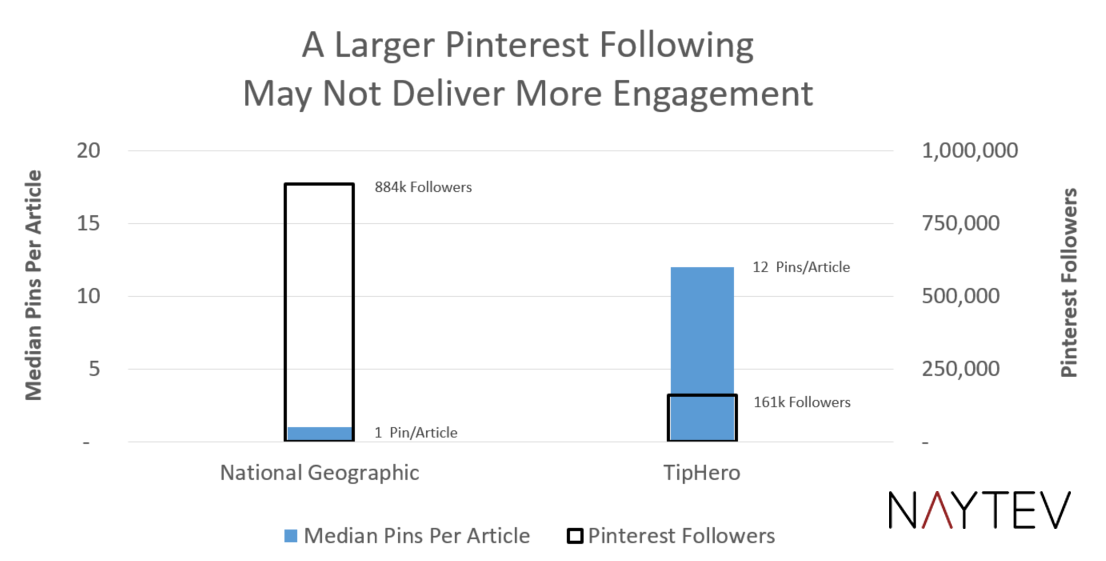 A Larger Pinterest Following
May Not Deliver More Engagement
Median Pins Per Article
20
15
10
5
-
884k Followers
1 Pin/Article
12 Pins/Article
161k Followers
1,000,000
750,000
500,000
250,000
-
Pinterest Followers
National Geographic
TipHero
Median Pins Per Article
Pinterest Followers
NAYTEV